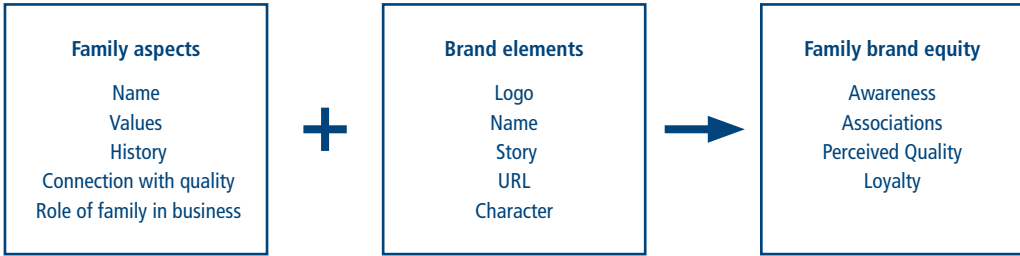 Family aspects
Name
Values
History
Connection with quality
Role of family in business
+
Brand elements
Logo
Name
Story
URL
Character
Family brand equity
Awareness
Associations
Perceived Quality
Loyalty